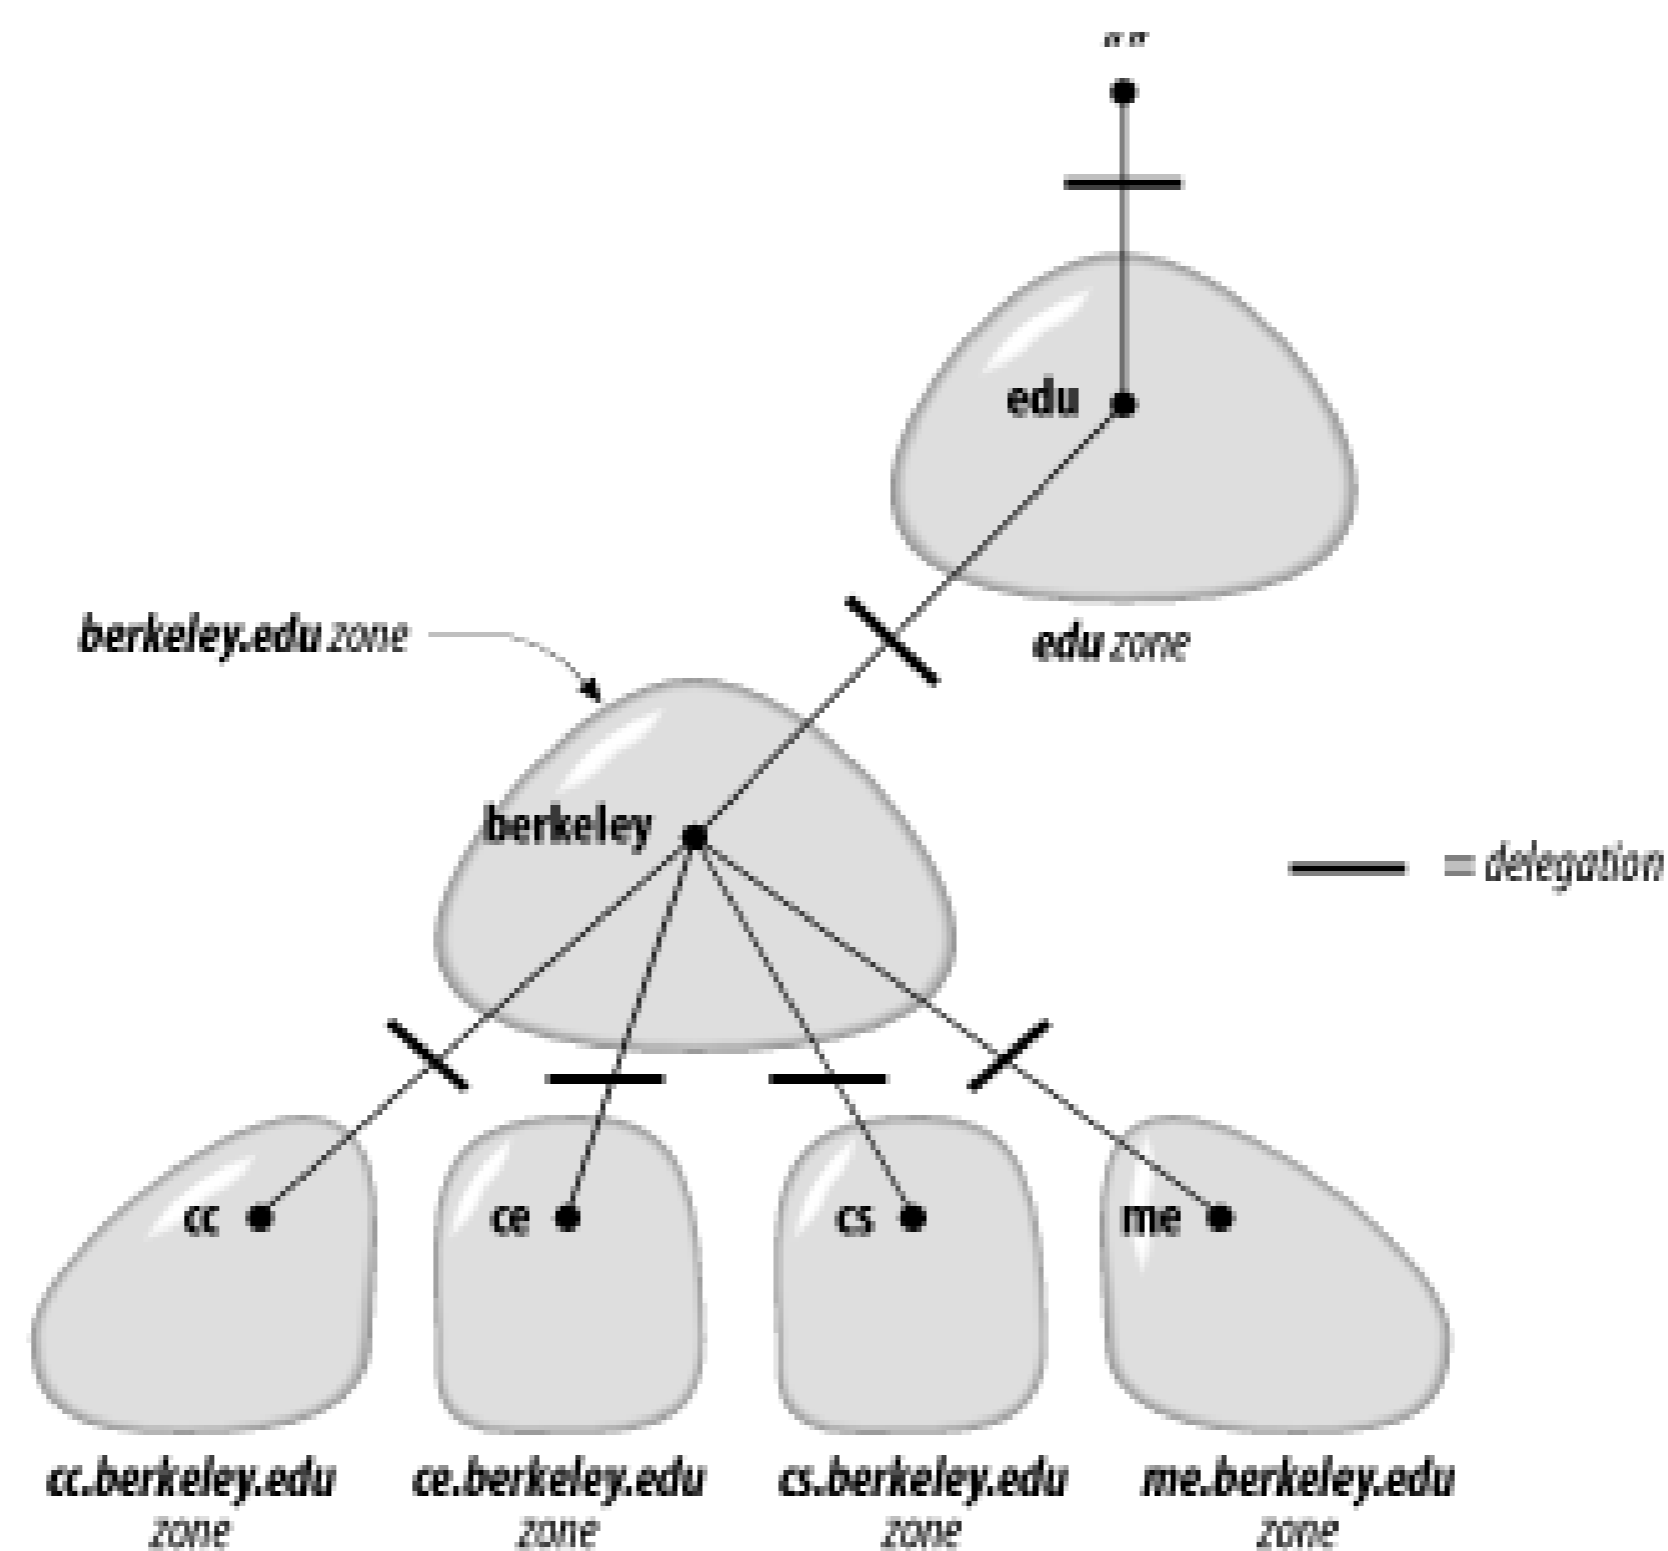 ""
edu
edu zone
berkeley.edu zone
berkeley
= delegation
cc
ce
cs
me
cc.berkeley.edu
zone
ce.berkeley.edu
zone
cs.berkeley.edu
zone
me.berkeley.edu
zone